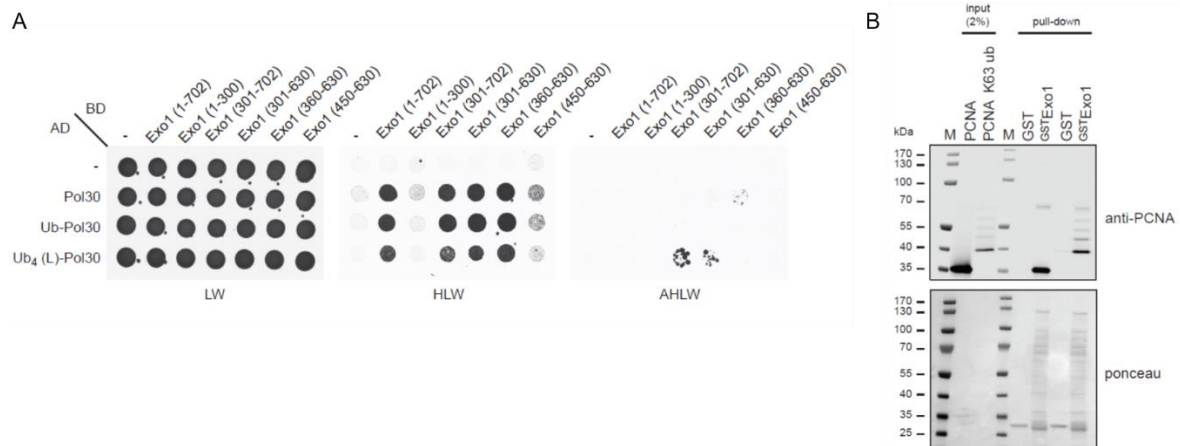 A
BD
AD
- Exo1 (1-702) Exo1 (1-300) Exo1 (301-702) Exo1 (301-630) Exo1 (360-630) Exo1 (450-630)
- Exo1 (1-702) Exo1 (1-300) Exo1 (301-702) Exo1 (301-630) Exo1 (360-630) Exo1 (450-630)
- Exo1 (1-702) Exo1 (1-300) Exo1 (301-702) Exo1 (301-630) Exo1 (360-630) Exo1 (450-630)
-
Pol30
Ub-Pol30
Ub₄ (L)-Pol30
LW
HLW
AHLW
B
input
(2%)
pull-down
kDa
M PCNA PCNA K63 ub M GST GSTExo1 GST GSTExo1
170
130
100
70
55
40
35
anti-PCNA
170
130
100
70
55
40
35
25
ponceau